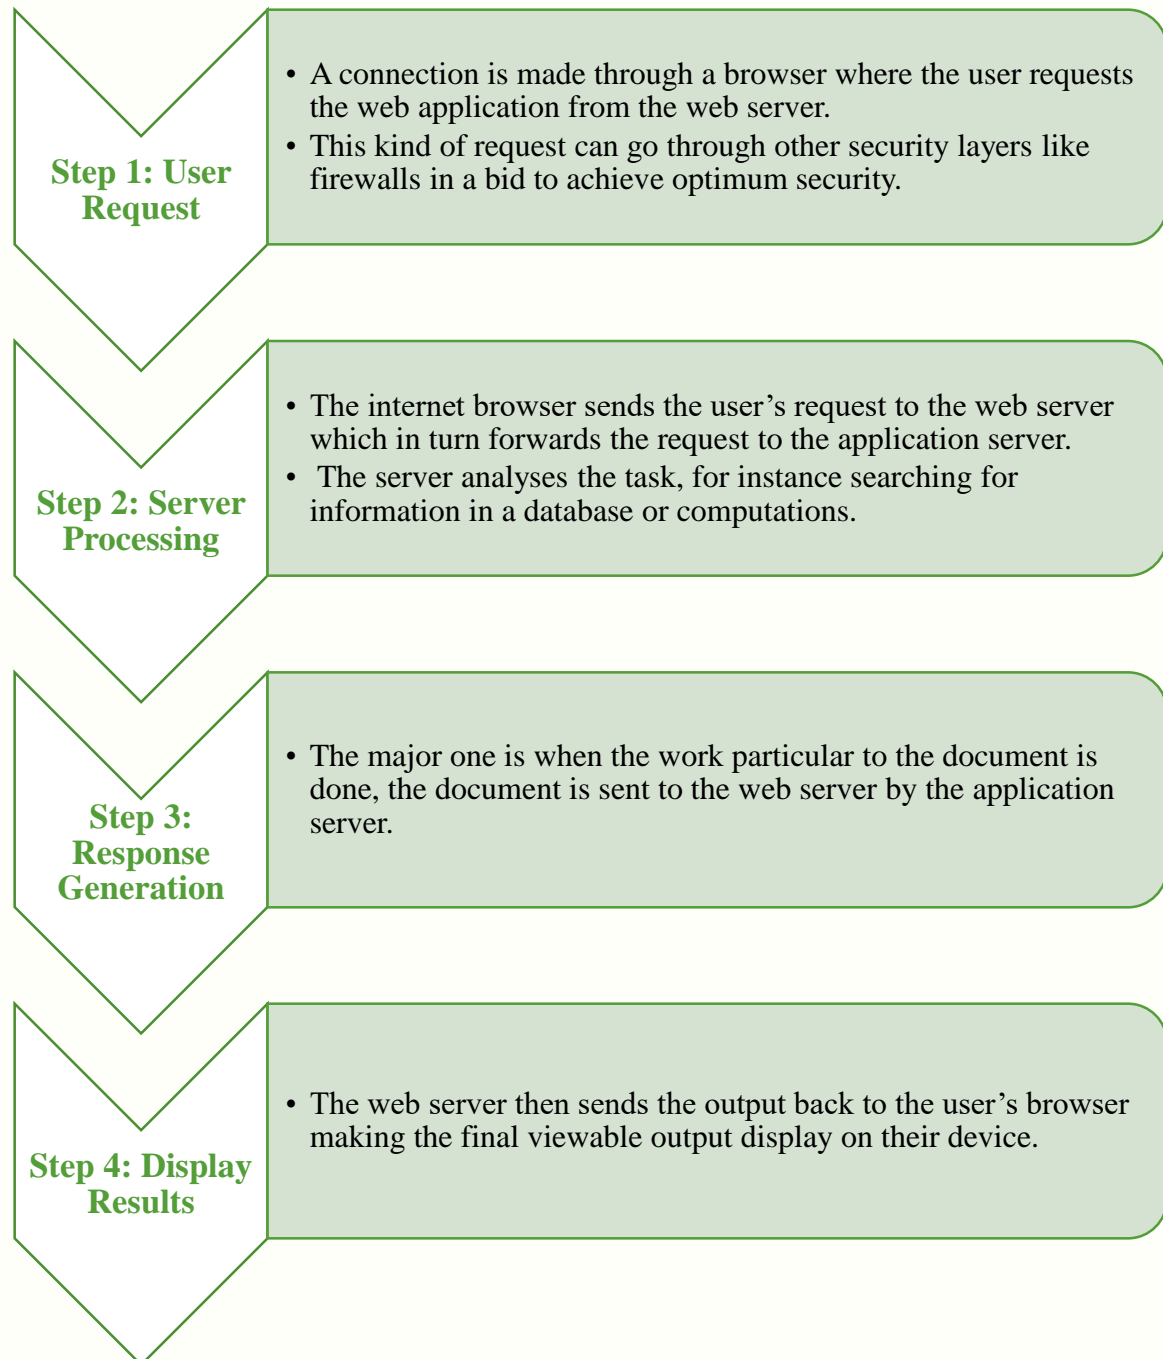 Step 1: User
Request
• A connection is made through a browser where the user requests
the web application from the web server.
• This kind of request can go through other security layers like
firewalls in a bid to achieve optimum security.
Step 2: Server
Processing
• The internet browser sends the user’s request to the web server
which in turn forwards the request to the application server.
• The server analyses the task, for instance searching for
information in a database or computations.
Step 3:
Response
Generation
• The major one is when the work particular to the document is
done, the document is sent to the web server by the application
server.
Step 4: Display
Results
• The web server then sends the output back to the user’s browser
making the final viewable output display on their device.